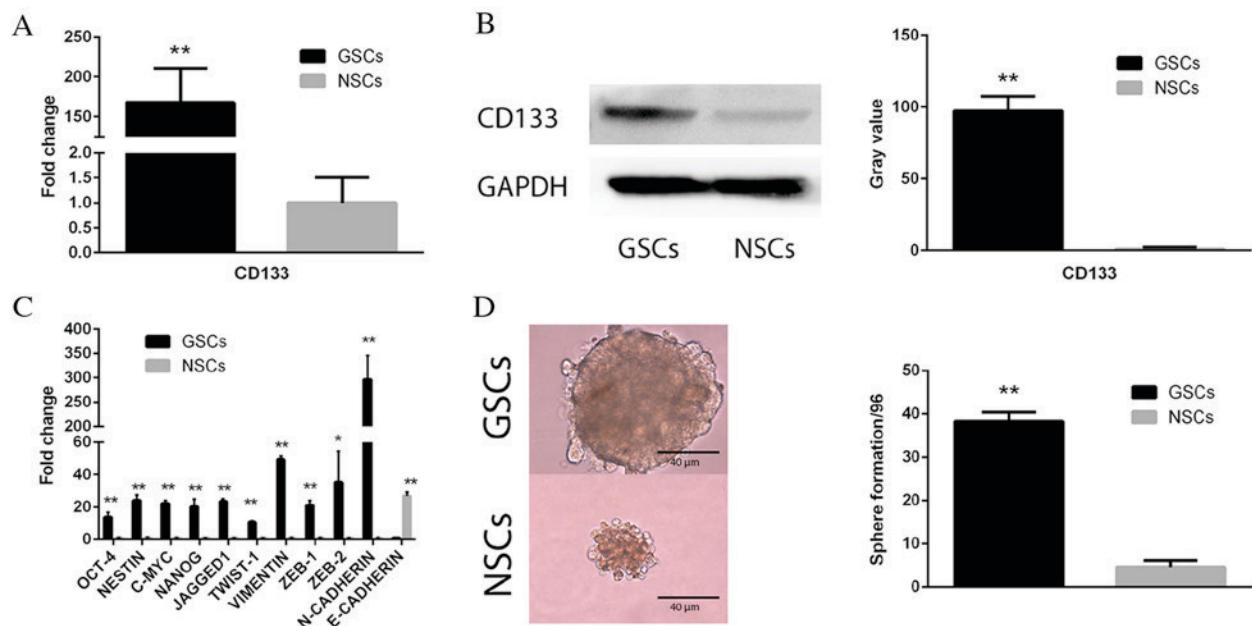 A
Fold change
250
200
150
2.0
1.5
1.0
0.5
0.0
**
GSCs
NSCs
CD133
B
CD133
GAPDH
GSCs NSCs
Gray value
150
100
50
0
**
GSCs
NSCs
CD133
C
Fold change
400
350
300
250
200
60
40
20
0
GSCs
NSCs
** ** ** ** ** ** ** ** * ** **
OCT-4
NESTIN
C-MYC
NANOG
JAGGED1
TWIST-1
VIMENTIN
ZEB-1
ZEB-2
N-CADHERIN
E-CADHERIN
D
GSCs
40 μm
NSCs
40 μm
Sphere formation/96
50
40
30
20
10
0
**
GSCs
NSCs